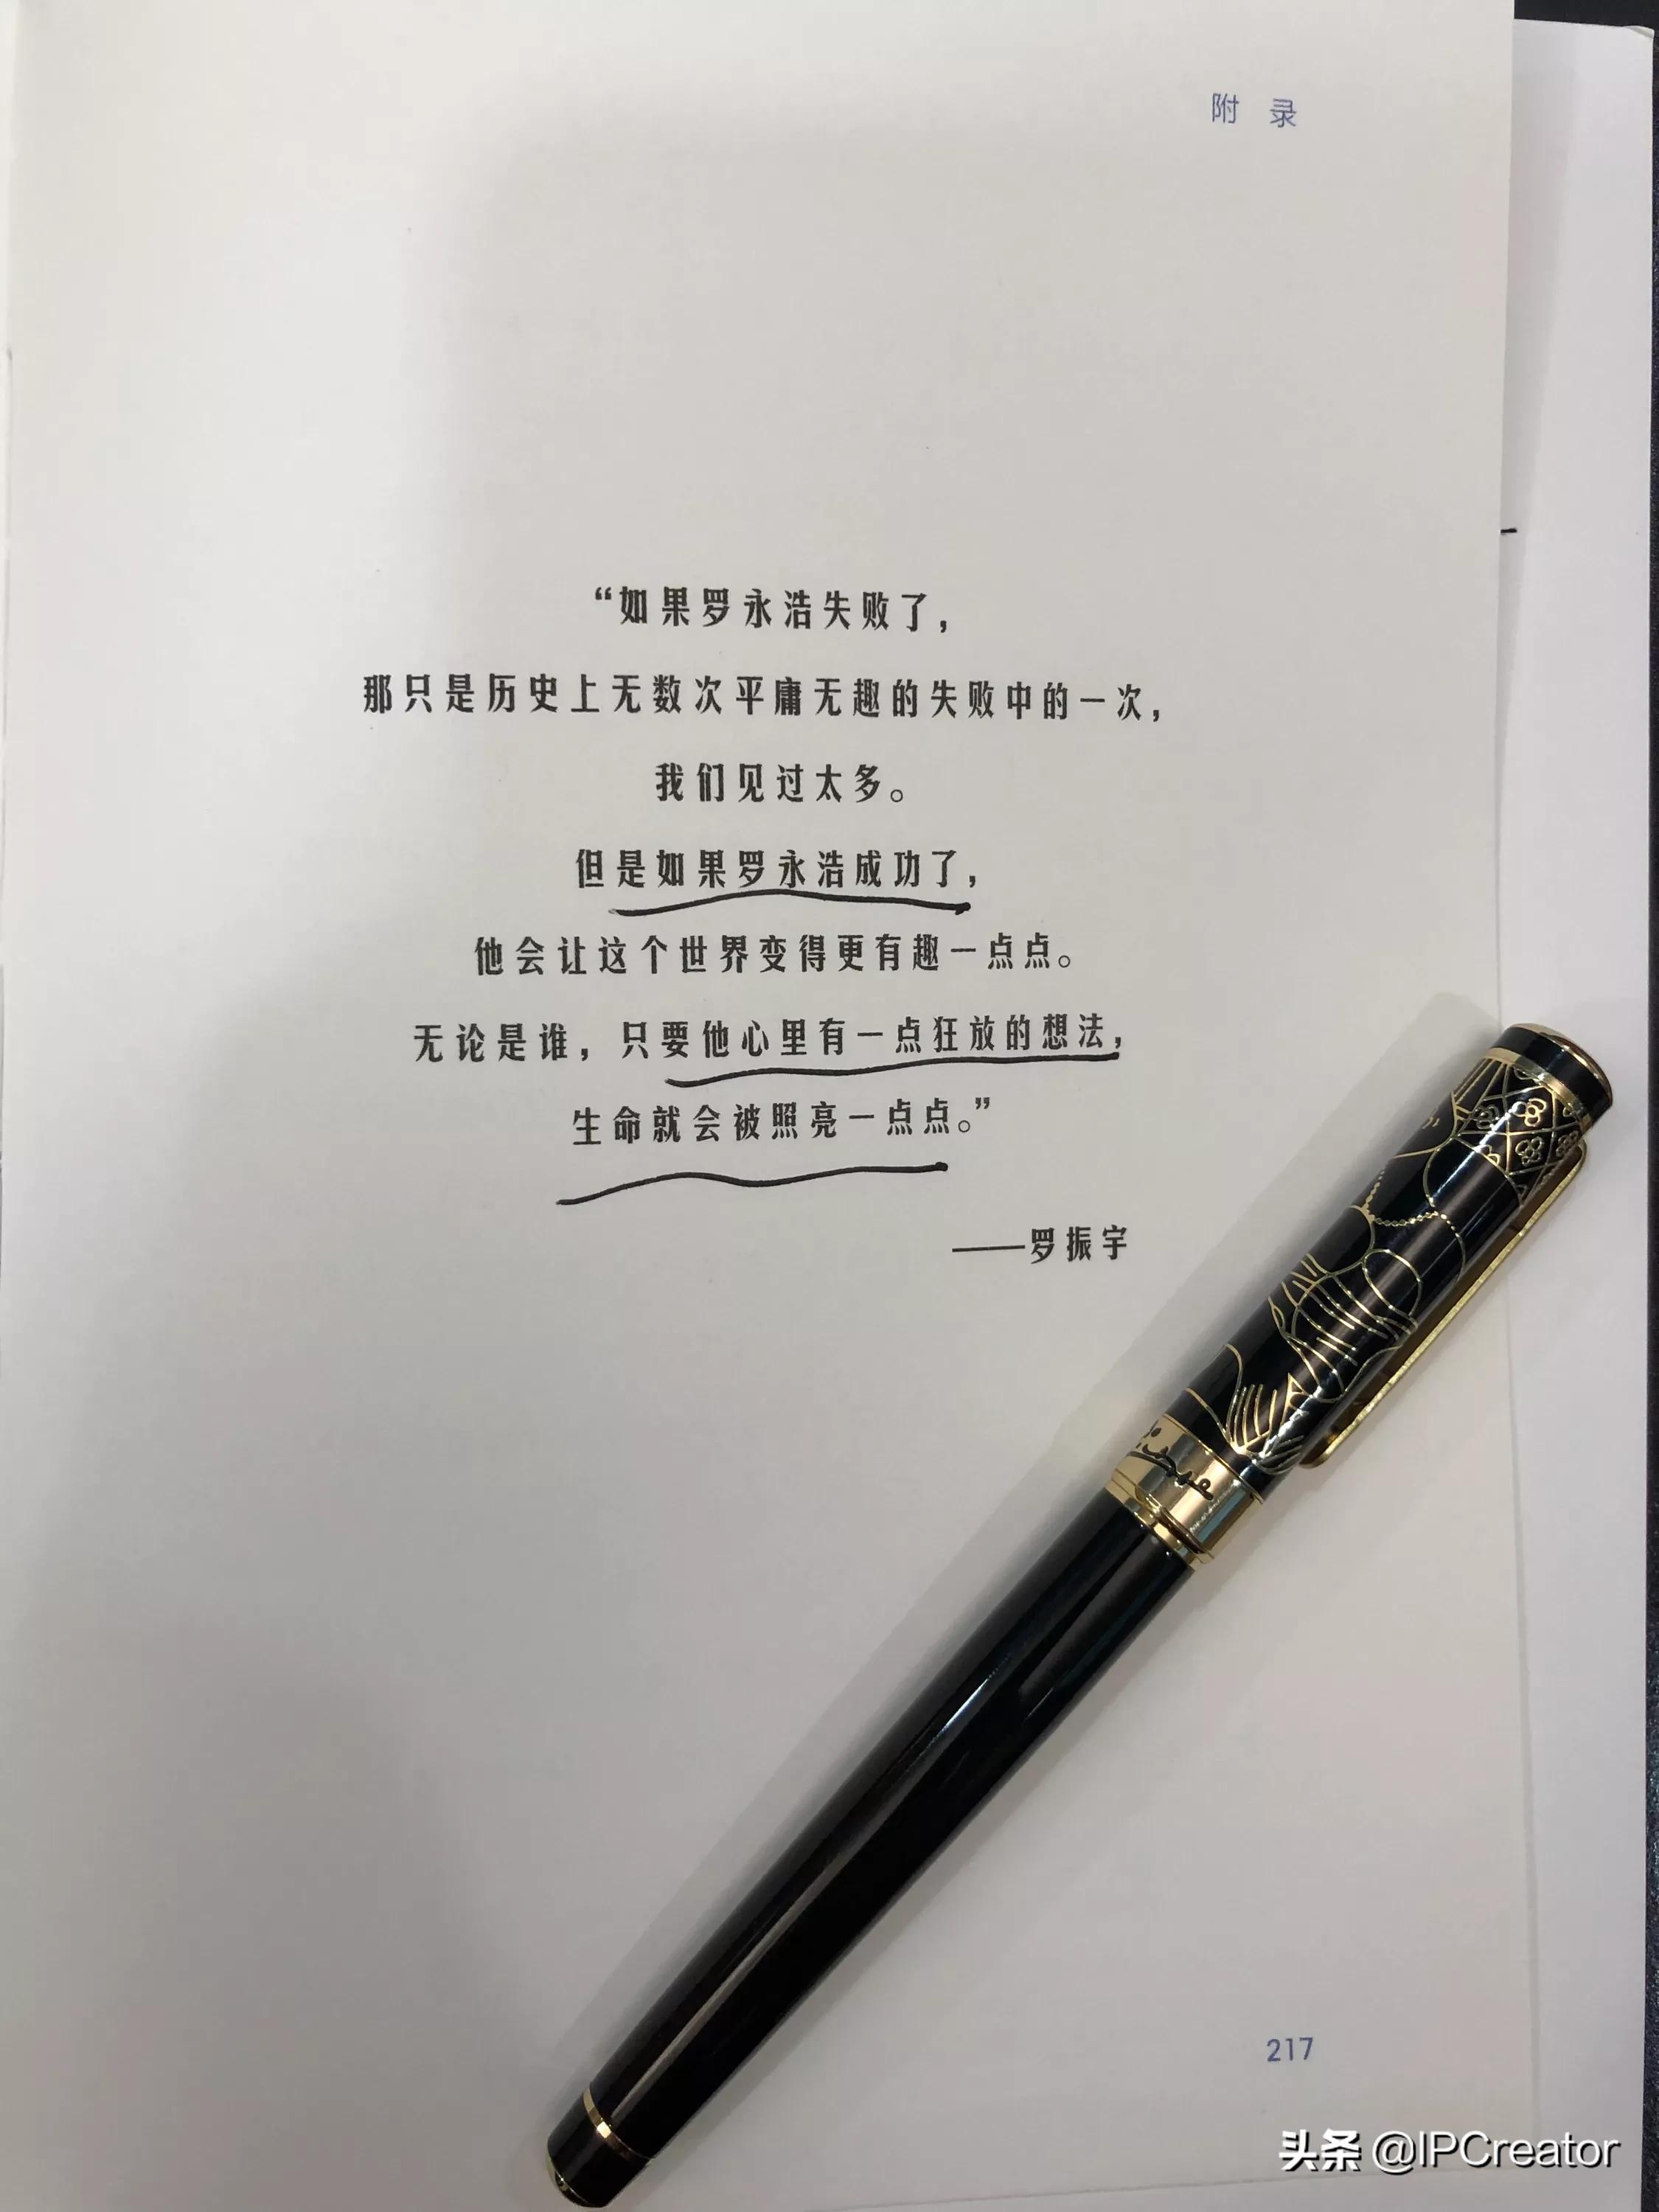 附 录
“如果罗永浩失败了，
那只是历史上无数次平庸无趣的失败中的一次，
我们见过太多。
但是如果罗永浩成功了，
他会让这个世界变得更有趣一点点。
无论是谁，只要他心里有一点狂放的想法，
生命就会被照亮一点点。”
——罗振宇
217
头条 @IPCreator